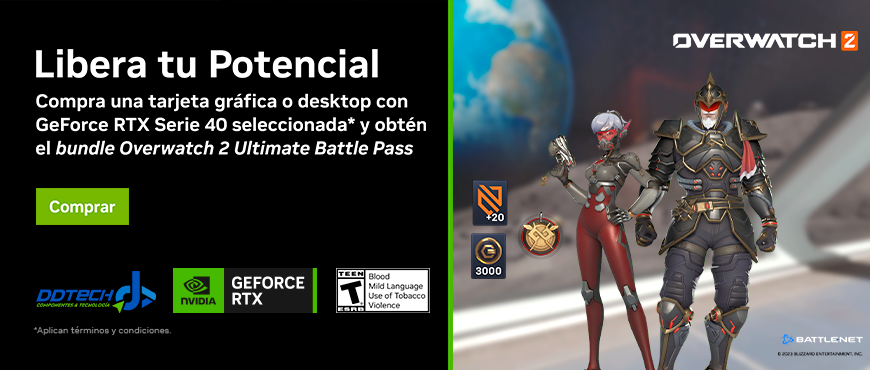 Libera tu Potencial
Compra una tarjeta gráfica o desktop con
GeForce RTX Serie 40 seleccionada* y obtén
el bundle Overwatch 2 Ultimate Battle Pass
Comprar
DDTECH
COMPONENTES & TECNOLOGÍA
NVIDIA
GEFORCE
RTX
TEEN
T
ESRB
Blood
Mild Language
Use of Tobacco
Violence
*Aplican términos y condiciones.
OVERWATCH 2
+20
3000
BATTLENET
© 2023 BLIZZARD ENTERTAINMENT, INC.